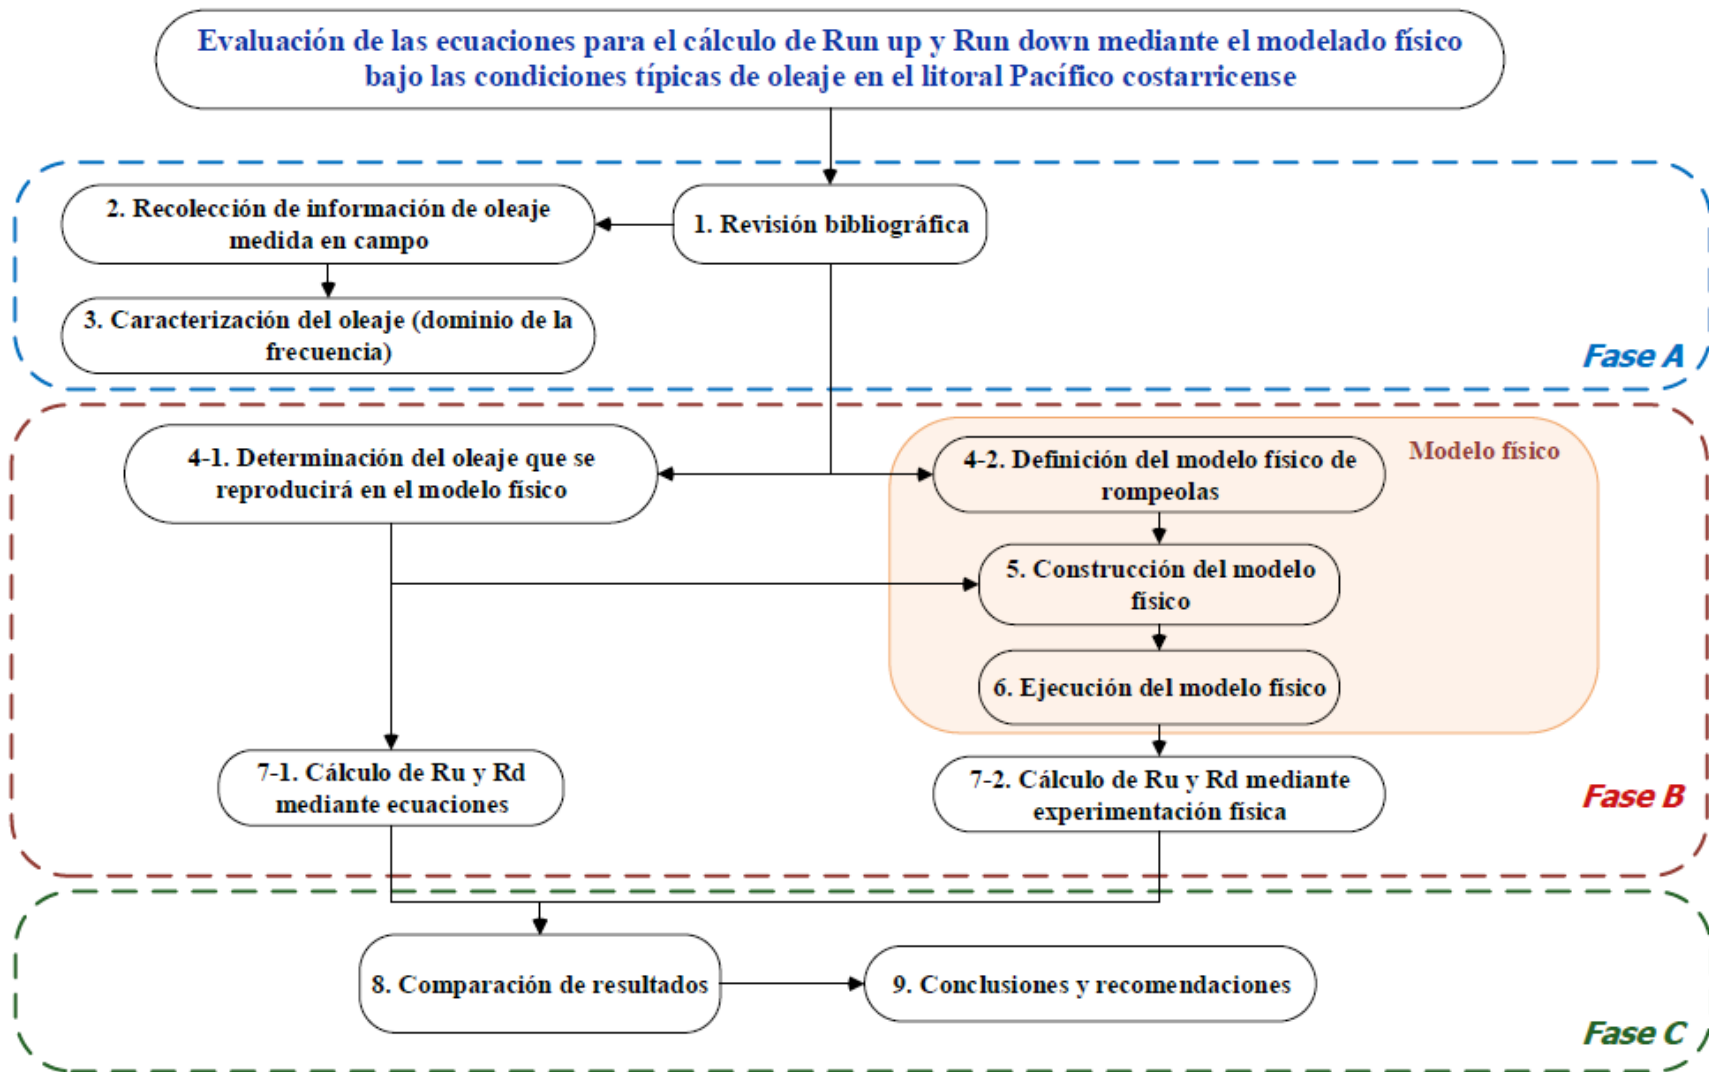 Evaluación de las ecuaciones para el cálculo de Run up y Run down mediante el modelado físico
bajo las condiciones típicas de oleaje en el litoral Pacífico costarricense
2. Recolección de información de oleaje
medida en campo
1. Revisión bibliográfica
3. Caracterización del oleaje (dominio de la
frecuencia)
Fase A
4-1. Determinación del oleaje que se
reproducirá en el modelo físico
4-2. Definición del modelo físico de
rompeolas
Modelo físico
5. Construcción del modelo
físico
6. Ejecución del modelo físico
7-1. Cálculo de Ru y Rd
mediante ecuaciones
7-2. Cálculo de Ru y Rd mediante
experimentación física
Fase B
8. Comparación de resultados
9. Conclusiones y recomendaciones
Fase C